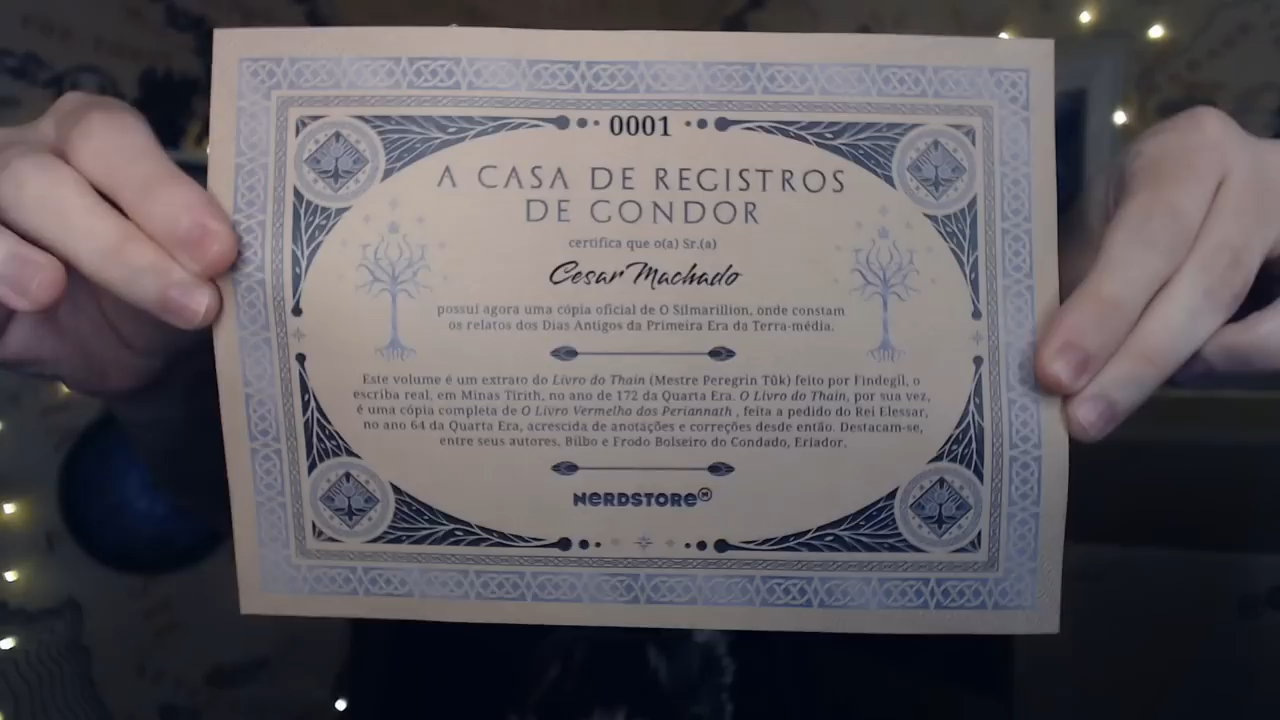 0001
A CASA DE REGISTROS
DE GONDOR
certifica que o(a) Sr.(a)
Cesar Machado
possui agora uma cópia oficial de O Silmarillion, onde constam
os relatos dos Dias Antigos da Primeira Era da Terra-média.
Este volume é um extrato do Livro do Thain (Mestre Peregrin Tûk) feito por Findegil, o
escriba real, em Minas Tirith, no ano de 172 da Quarta Era. O Livro do Thain, por sua vez,
é uma cópia completa de O Livro Vermelho dos Periannath , feita a pedido do Rei Elessar,
no ano 64 da Quarta Era, acrescida de anotações e correções desde então. Destacam-se,
entre seus autores, Bilbo e Frodo Bolseiro do Condado, Eriador.
NERDSTORE